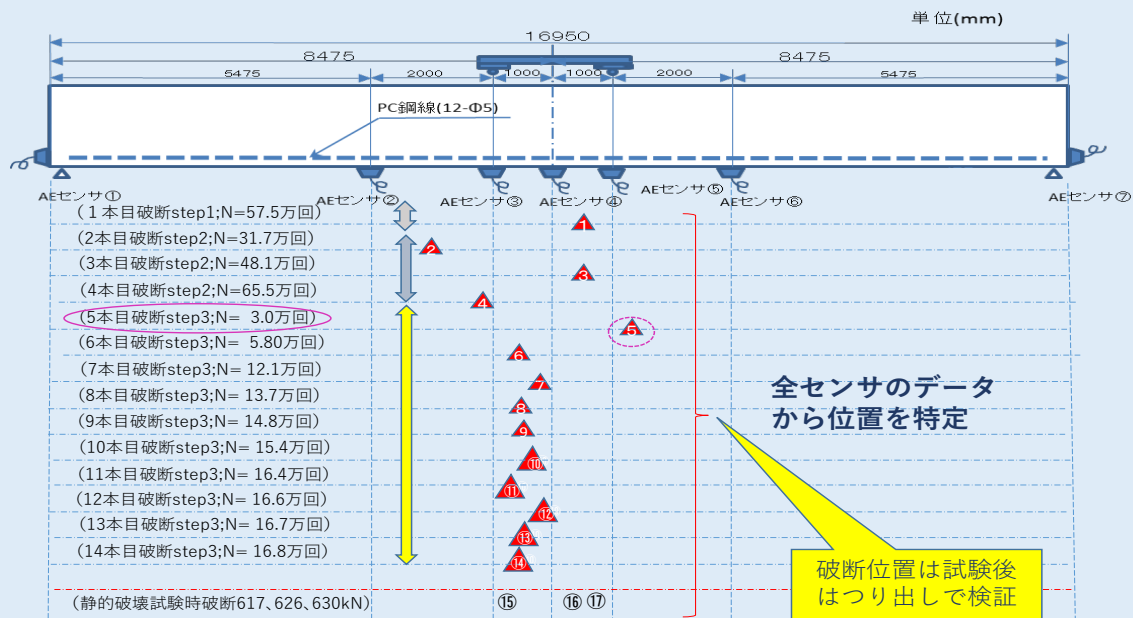 単位(mm)
16950
8475 8475
5475 2000 1000 1000 2000 5475
PC鋼線(12-Φ5)
AEセンサ① AEセンサ② AEセンサ③ AEセンサ④ AEセンサ⑤ AEセンサ⑥ AEセンサ⑦
(1本目破断step1;N=57.5万回) 1
(2本目破断step2;N=31.7万回) 2
(3本目破断step2;N=48.1万回) 3
(4本目破断step2;N=65.5万回) 4
(5本目破断step3;N= 3.0万回) 5
(6本目破断step3;N= 5.80万回) 6
(7本目破断step3;N= 12.1万回) 7
(8本目破断step3;N= 13.7万回) 8
(9本目破断step3;N= 14.8万回) 9
(10本目破断step3;N= 15.4万回) ⑩
(11本目破断step3;N= 16.4万回) ⑪
(12本目破断step3;N= 16.6万回) ⑫
(13本目破断step3;N= 16.7万回) ⑬
(14本目破断step3;N= 16.8万回) ⑭
(静的破壊試験時破断617、626、630kN) ⑮ ⑯ ⑰
全センサのデータ
から位置を特定
破断位置は試験後
はつり出しで検証